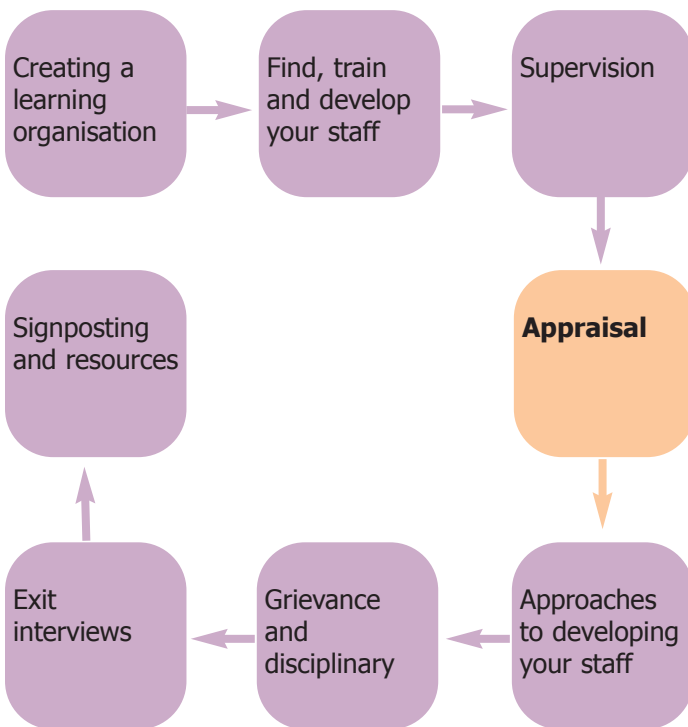 Creating a
learning
organisation
Find, train
and develop
your staff
Supervision
Appraisal
Approaches
to developing
your staff
Grievance
and
disciplinary
Exit
interviews
Signposting
and resources